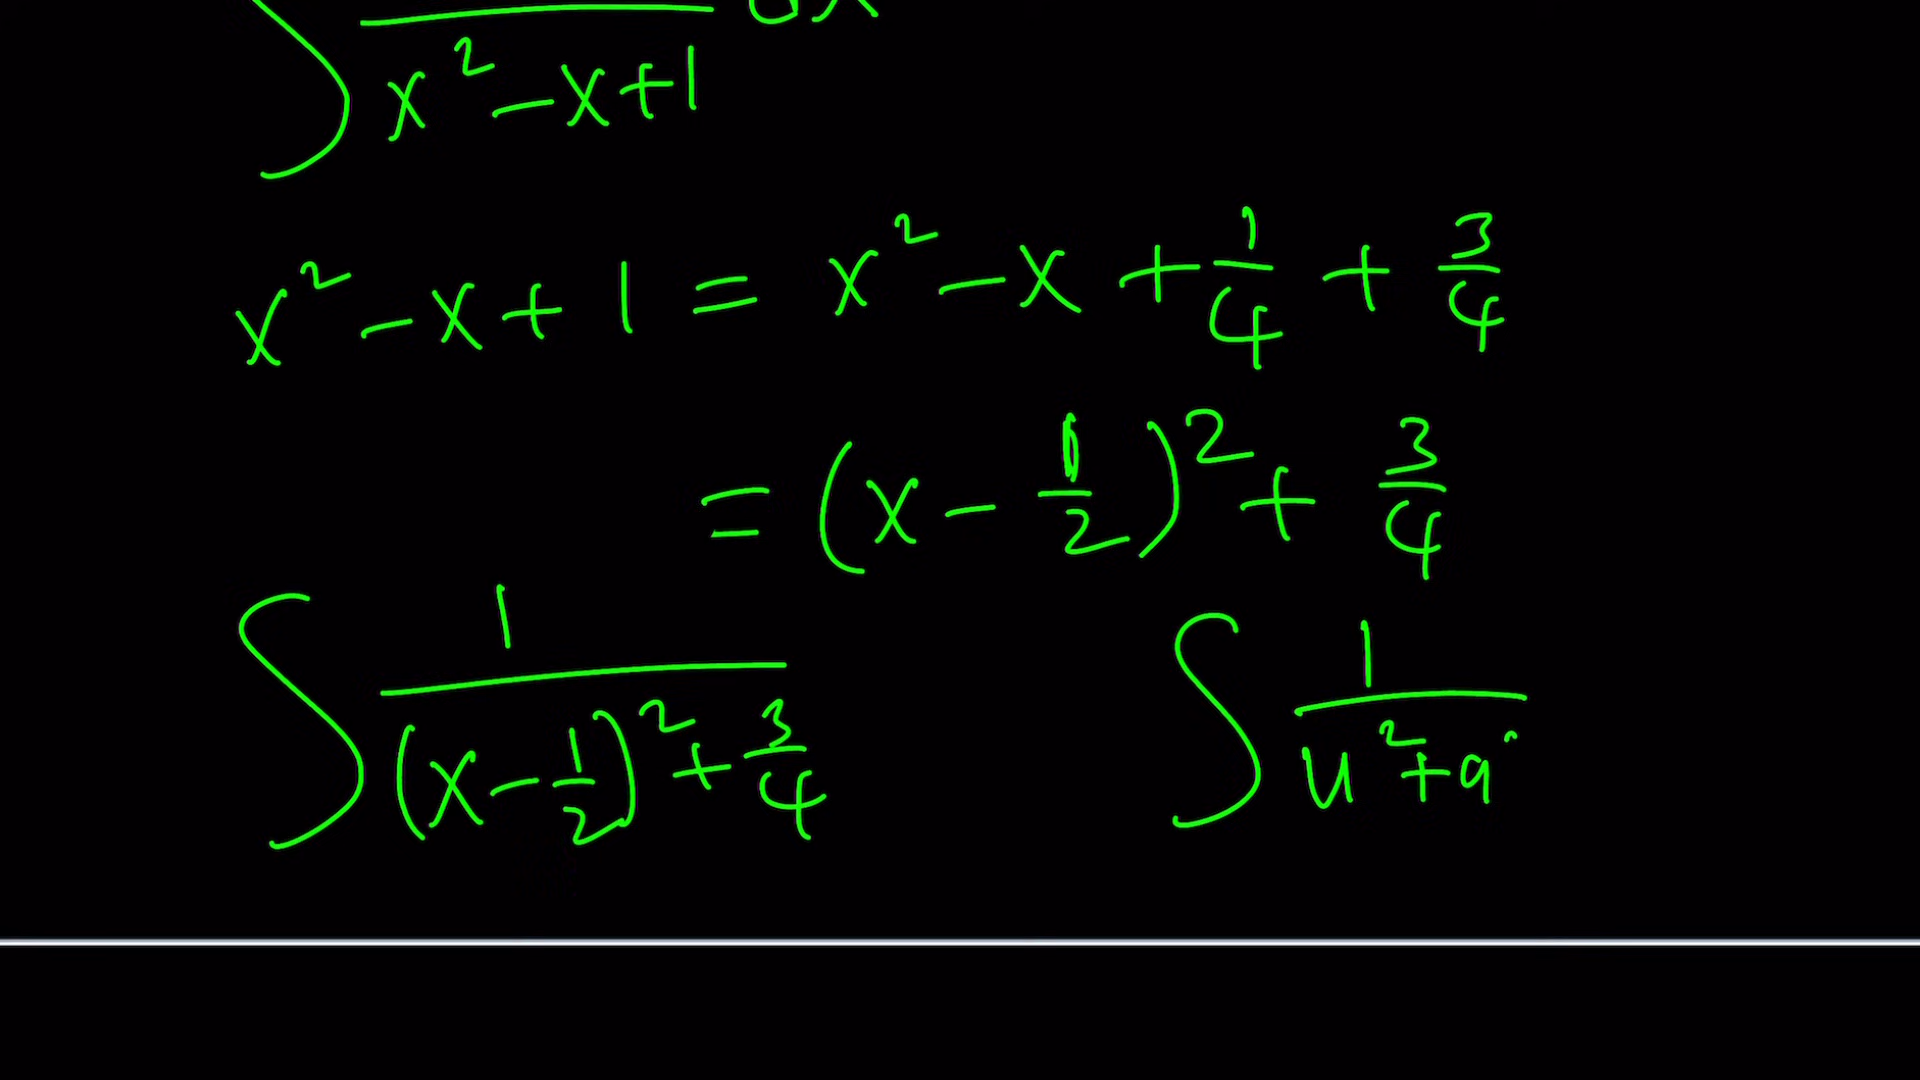 ∫ ―― dx
x² - x + 1
x² - x + 1 = x² - x + 1/4 + 3/4
= (x - 1/2)² + 3/4
∫ 1/((x - 1/2)² + 3/4) ∫ 1/(u² + a